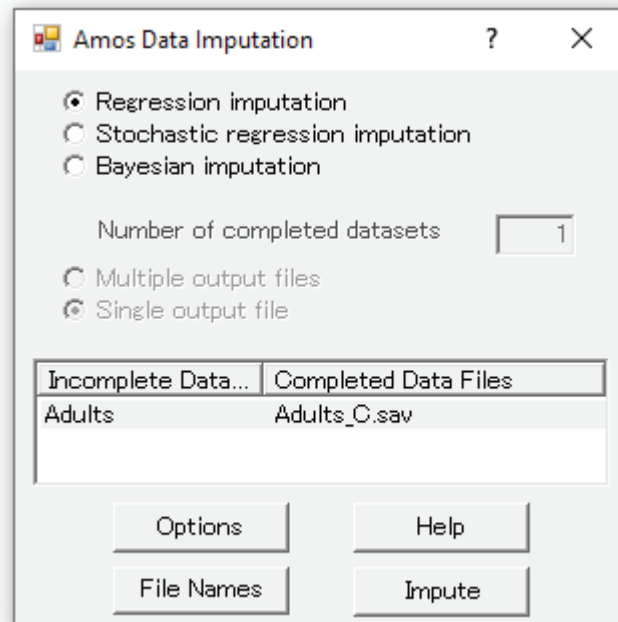 Amos Data Imputation ? ×
Regression imputation
Stochastic regression imputation
Bayesian imputation
Number of completed datasets 1
Multiple output files
Single output file
Incomplete Data... Completed Data Files
Adults Adults_C.sav
Options Help
File Names Impute